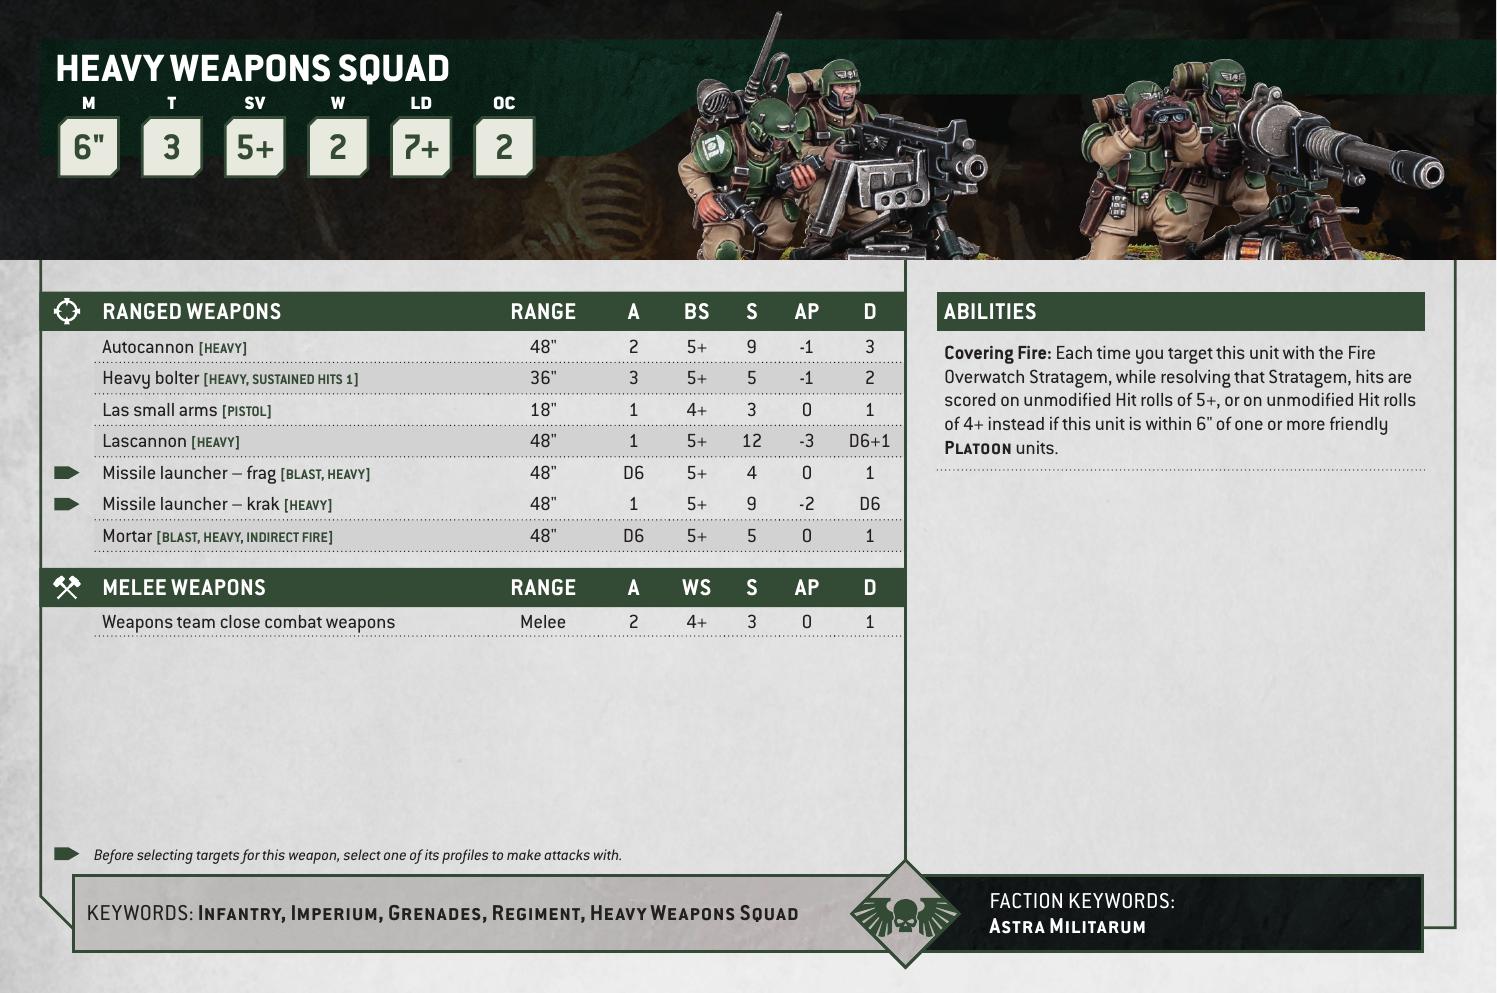 HEAVY WEAPONS SQUAD
M T SV W LD OC
6" 3 5+ 2 7+ 2
RANGED WEAPONS RANGE A BS S AP D
Autocannon [HEAVY] 48" 2 5+ 9 -1 3
Heavy bolter [HEAVY, SUSTAINED HITS 1] 36" 3 5+ 5 -1 2
Las small arms [PISTOL] 18" 1 4+ 3 0 1
Lascannon [HEAVY] 48" 1 5+ 12 -3 D6+1
Missile launcher – frag [BLAST, HEAVY] 48" D6 5+ 4 0 1
Missile launcher – krak [HEAVY] 48" 1 5+ 9 -2 D6
Mortar [BLAST, HEAVY, INDIRECT FIRE] 48" D6 5+ 5 0 1
MELEE WEAPONS RANGE A WS S AP D
Weapons team close combat weapons Melee 2 4+ 3 0 1
Before selecting targets for this weapon, select one of its profiles to make attacks with.
ABILITIES
Covering Fire: Each time you target this unit with the Fire
Overwatch Stratagem, while resolving that Stratagem, hits are
scored on unmodified Hit rolls of 5+, or on unmodified Hit rolls
of 4+ instead if this unit is within 6" of one or more friendly
PLATOON units.
KEYWORDS: INFANTRY, IMPERIUM, GRENADES, REGIMENT, HEAVY WEAPONS SQUAD
FACTION KEYWORDS:
ASTRA MILITARUM